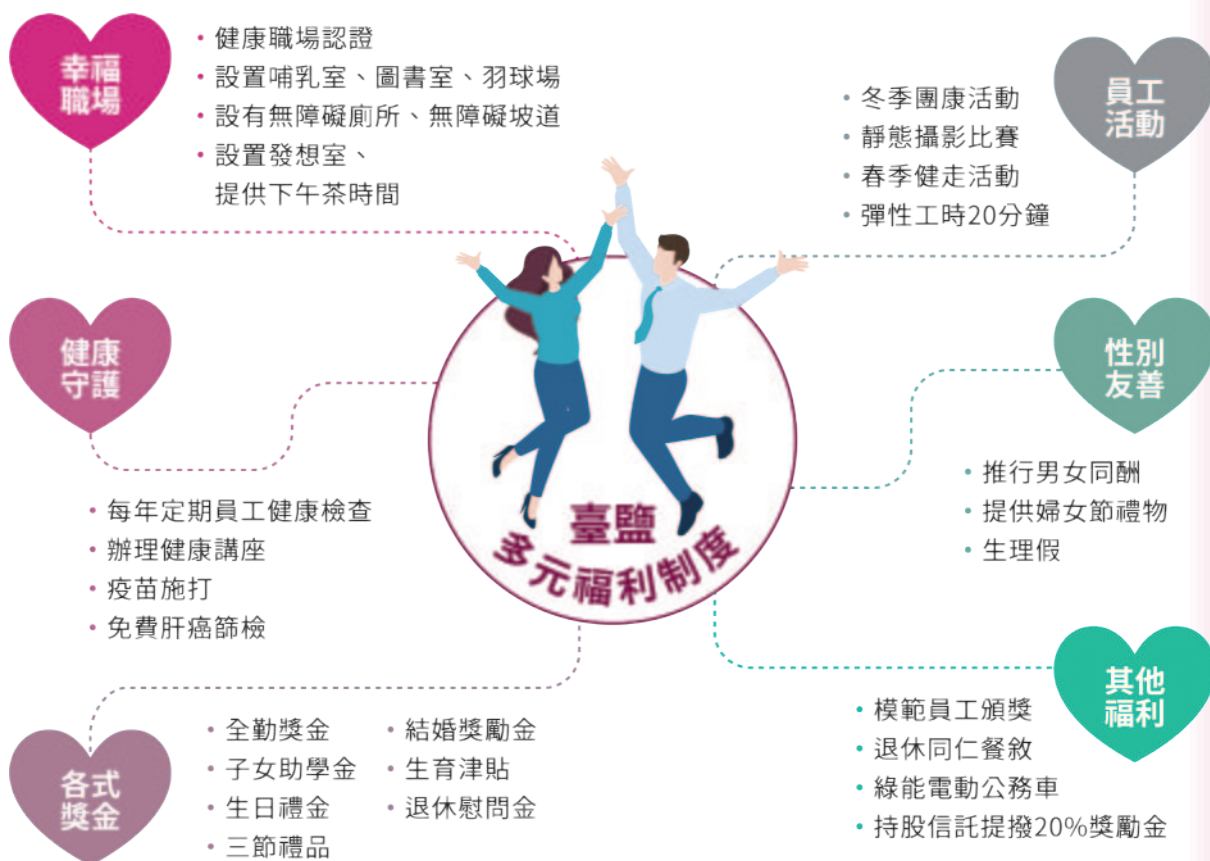 幸福
職場
• 健康職場認證
• 設置哺乳室、圖書室、羽球場
• 設有無障礙廁所、無障礙坡道
• 設置發想室、
提供下午茶時間
員工
活動
• 冬季團康活動
• 靜態攝影比賽
• 春季健走活動
• 彈性工時20分鐘
健康
守護
• 每年定期員工健康檢查
• 辦理健康講座
• 疫苗施打
• 免費肝癌篩檢
臺鹽
多元福利制度
性別
友善
• 推行男女同酬
• 提供婦女節禮物
• 生理假
各式
獎金
• 全勤獎金
• 子女助學金
• 生日禮金
• 三節禮品
• 結婚獎勵金
• 生育津貼
• 退休慰問金
其他
福利
• 模範員工頒獎
• 退休同仁餐敘
• 綠能電動公務車
• 持股信託提撥20%獎勵金